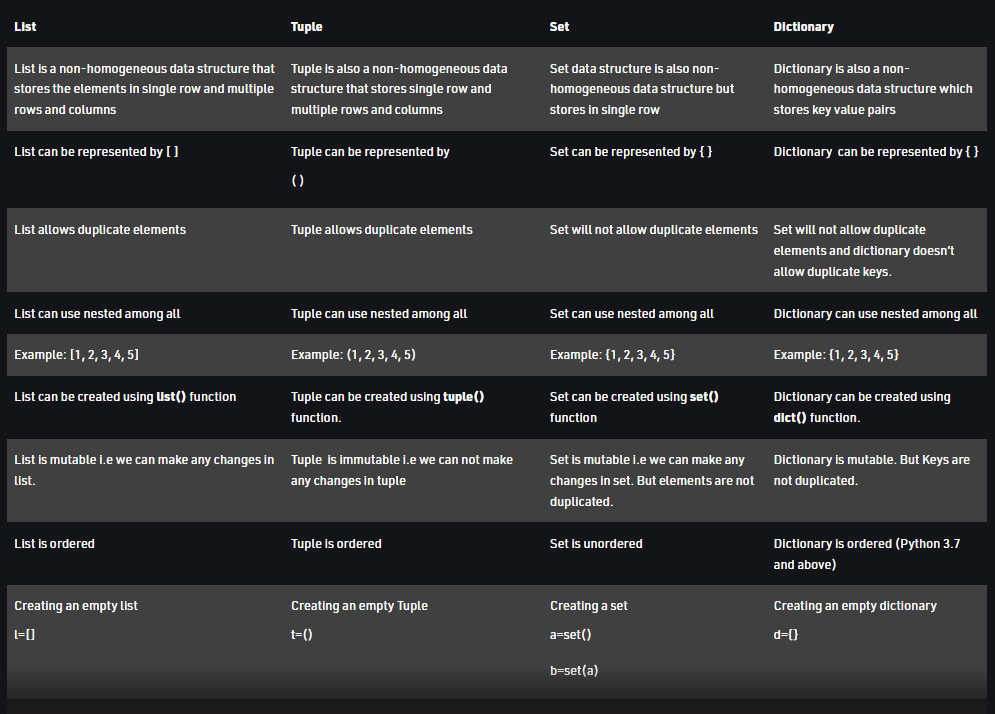 List
Tuple
Set
Dictionary
List is a non-homogeneous data structure that
stores the elements in single row and multiple
rows and columns
Tuple is also a non-homogeneous data
structure that stores single row and
multiple rows and columns
Set data structure is also non-
homogeneous data structure but
stores in single row
Dictionary is also a non-
homogeneous data structure which
stores key value pairs
List can be represented by [ ]
Tuple can be represented by
( )
Set can be represented by { }
Dictionary  can be represented by { }
List allows duplicate elements
Tuple allows duplicate elements
Set will not allow duplicate elements
Set will not allow duplicate
elements and dictionary doesn't
allow duplicate keys.
List can use nested among all
Tuple can use nested among all
Set can use nested among all
Dictionary can use nested among all
Example: [1, 2, 3, 4, 5]
Example: (1, 2, 3, 4, 5)
Example: {1, 2, 3, 4, 5}
Example: {1, 2, 3, 4, 5}
List can be created using list() function
Tuple can be created using tuple()
function.
Set can be created using set()
function
Dictionary can be created using
dict() function.
List is mutable i.e we can make any changes in
list.
Tuple  is immutable i.e we can not make
any changes in tuple
Set is mutable i.e we can make any
changes in set. But elements are not
duplicated.
Dictionary is mutable. But Keys are
not duplicated.
List is ordered
Tuple is ordered
Set is unordered
Dictionary is ordered (Python 3.7
and above)
Creating an empty list
l=[]
Creating an empty Tuple
t=()
Creating a set
a=set()
b=set(a)
Creating an empty dictionary
d={}